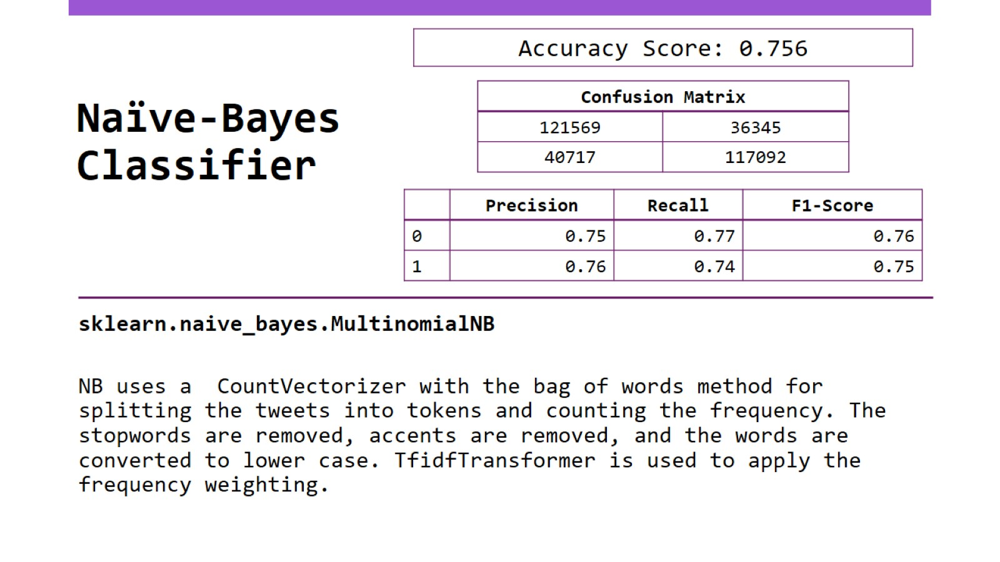 Accuracy Score: 0.756
Naïve-Bayes
Classifier
Confusion Matrix
121569 36345
40717 117092
Precision Recall F1-Score
0 0.75 0.77 0.76
1 0.76 0.74 0.75
sklearn.naive_bayes.MultinomialNB
NB uses a  CountVectorizer with the bag of words method for
splitting the tweets into tokens and counting the frequency. The
stopwords are removed, accents are removed, and the words are
converted to lower case. TfidfTransformer is used to apply the
frequency weighting.